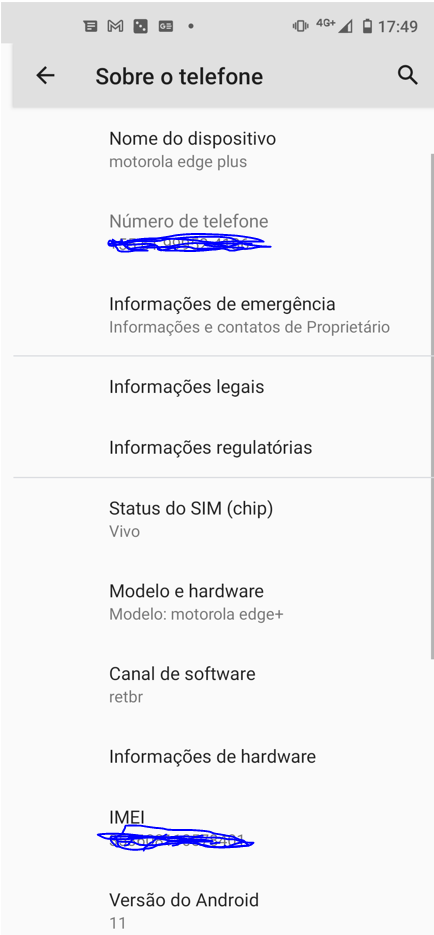 4G+ 17:49
Sobre o telefone
Nome do dispositivo
motorola edge plus
Número de telefone
Informações de emergência
Informações e contatos de Proprietário
Informações legais
Informações regulatórias
Status do SIM (chip)
Vivo
Modelo e hardware
Modelo: motorola edge+
Canal de software
retbr
Informações de hardware
IMEI
Versão do Android
11